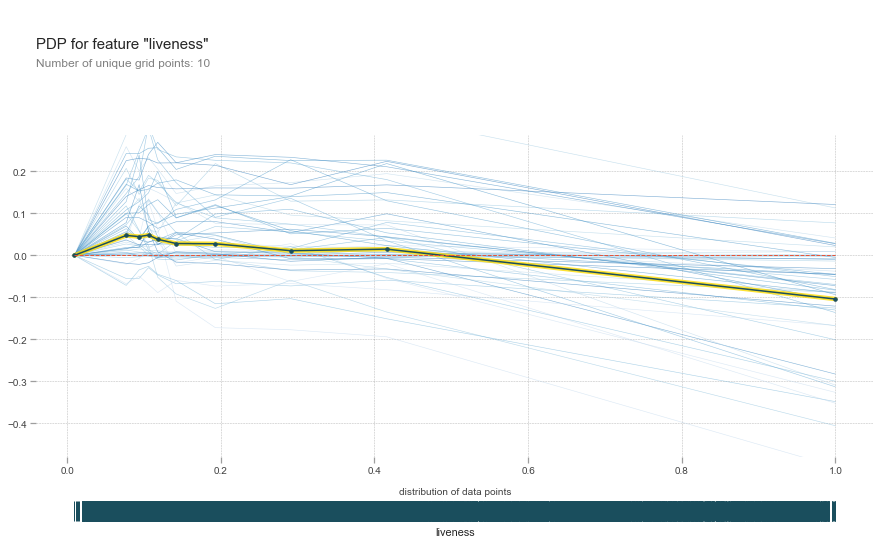 PDP for feature "liveness"
Number of unique grid points: 10
0.2
0.1
0.0
−0.1
−0.2
−0.3
−0.4
0.0 0.2 0.4 0.6 0.8 1.0
distribution of data points
liveness